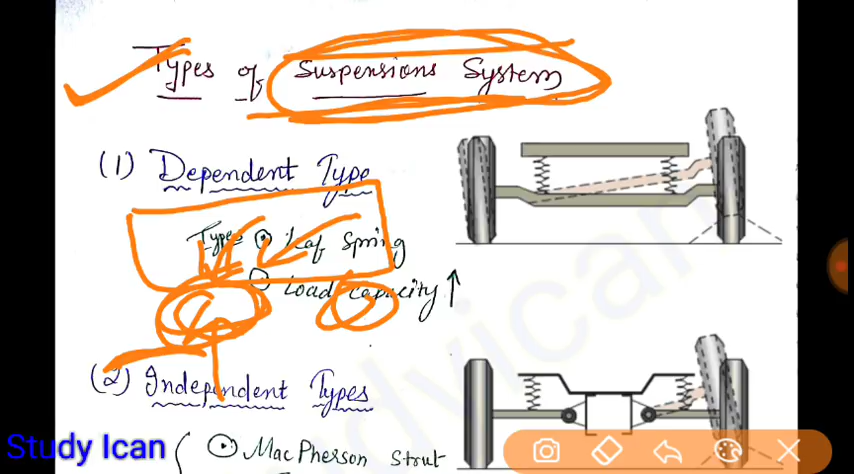 Types of Suspensions System
(1) Dependent Type
Types ⊙ Leaf Spring
⊙ Load Capacity ↑
(2) Independent Types
⊙ MacPherson Strut
Study Ican